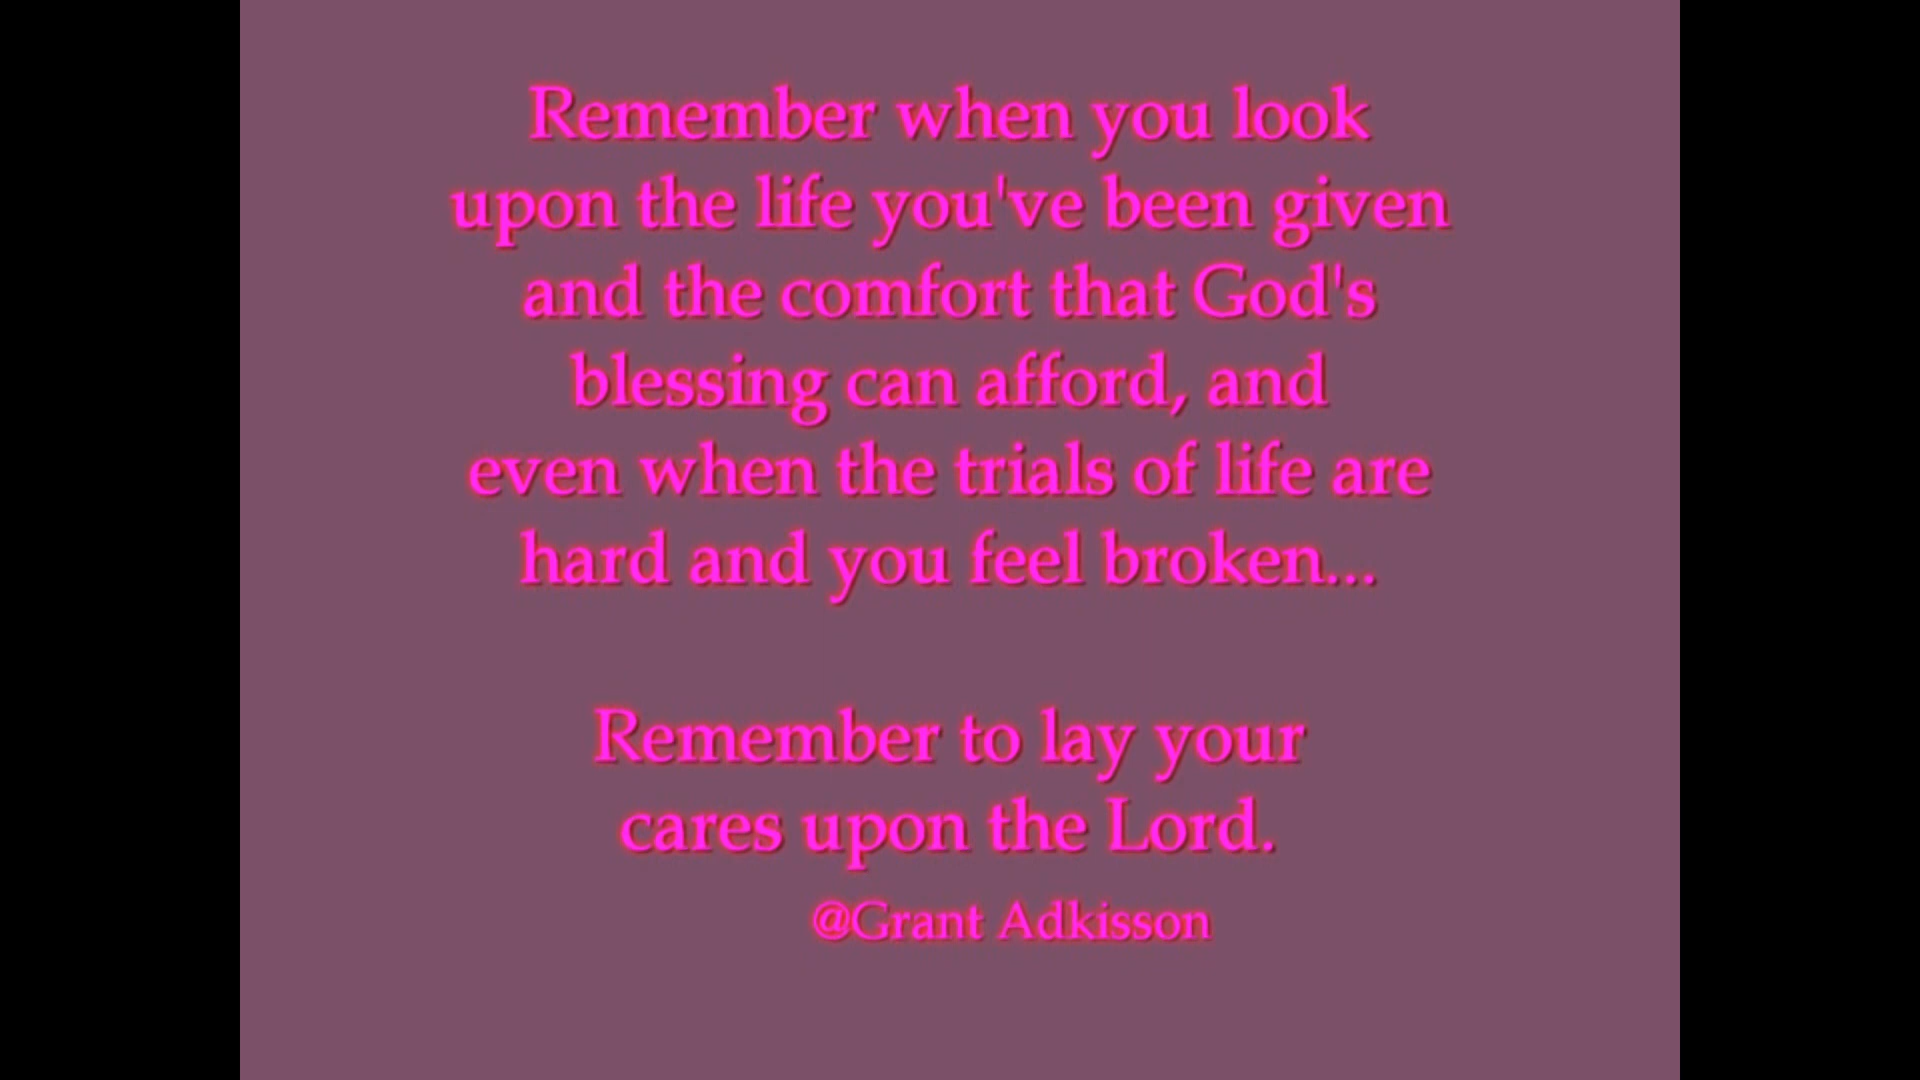 Remember when you look
upon the life you've been given
and the comfort that God's
blessing can afford, and
even when the trials of life are
hard and you feel broken...
Remember to lay your
cares upon the Lord.
@Grant Adkisson